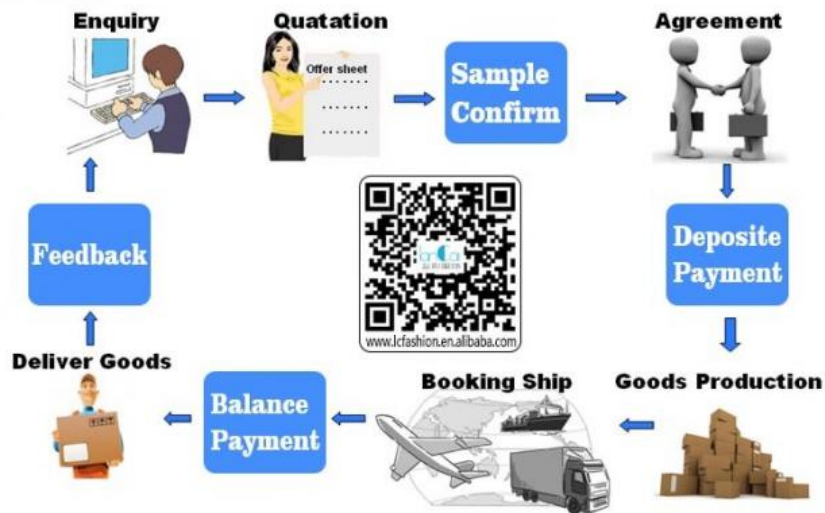 Enquiry
Quatation
Agreement
Offer sheet
Sample
Confirm
Feedback
Deposite
Payment
www.lcfashion.en.alibaba.com
Deliver Goods
Balance
Payment
Booking Ship
Goods Production